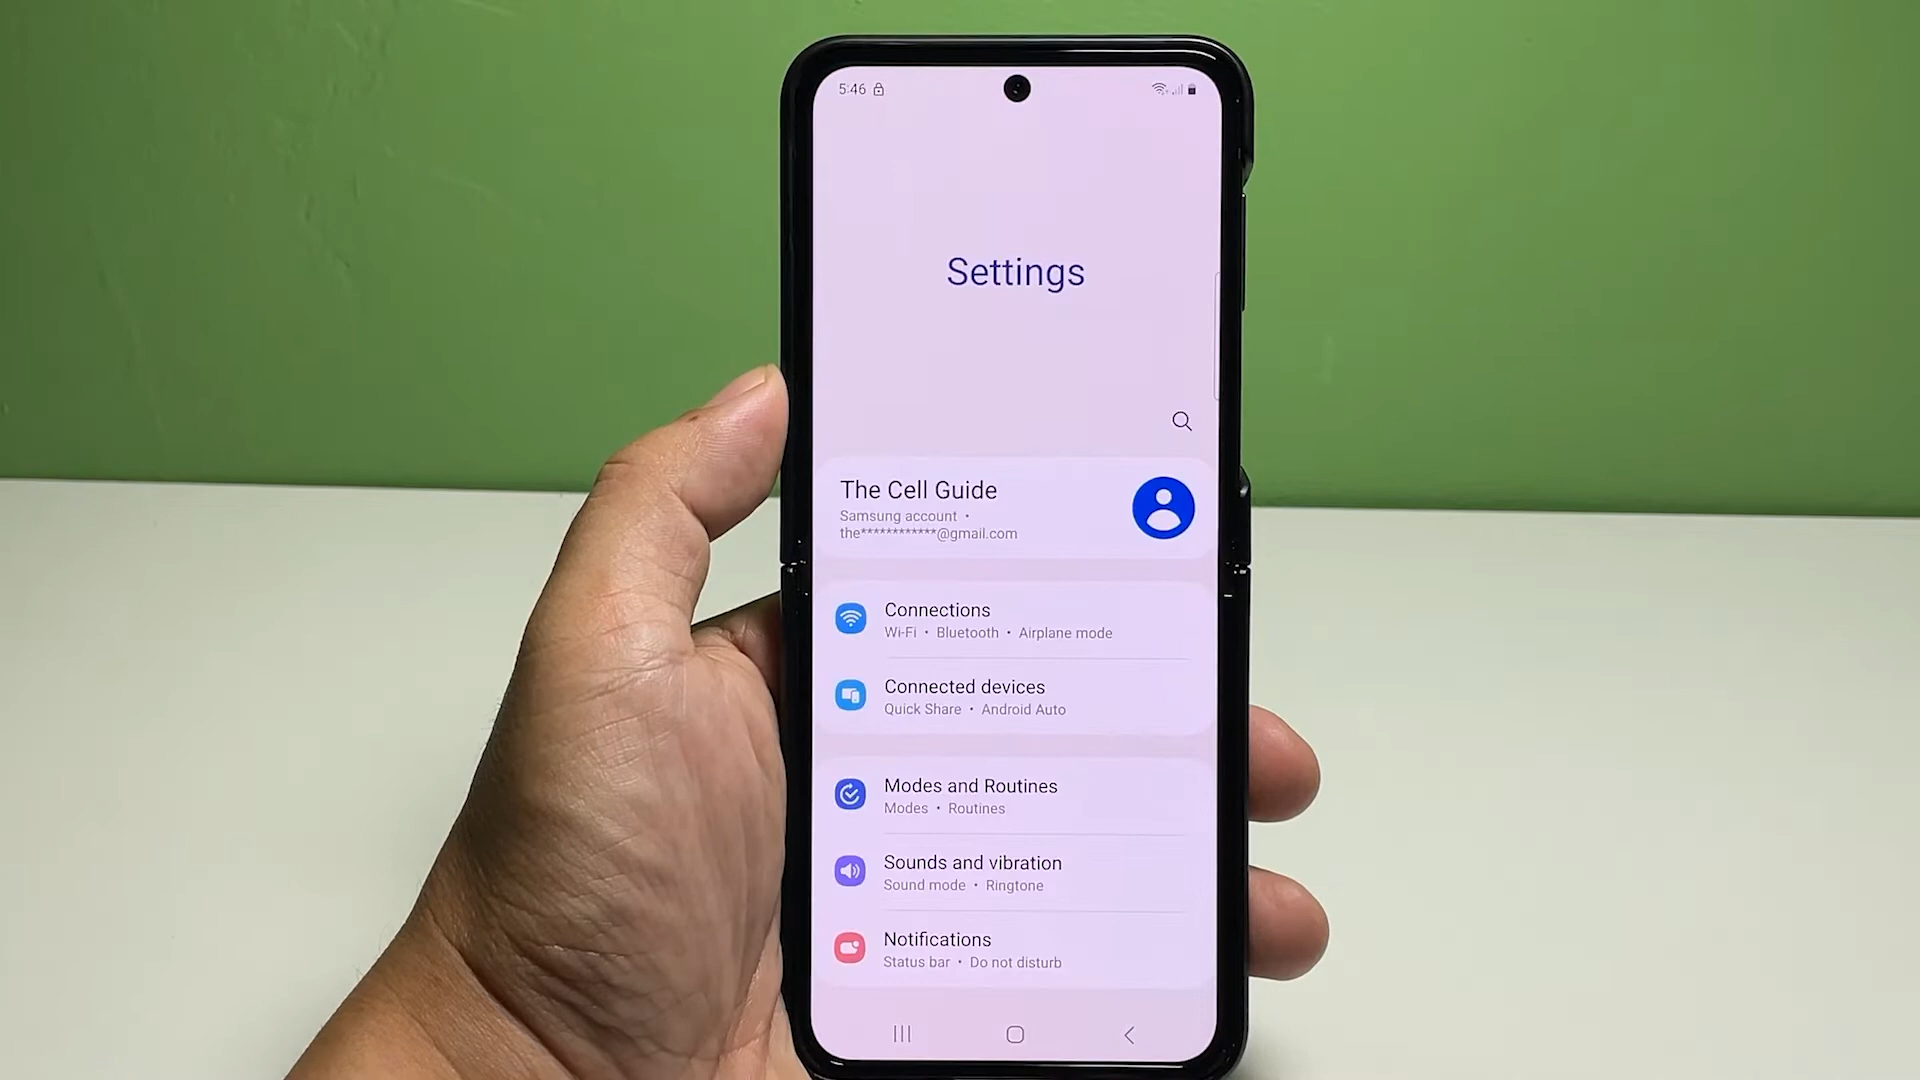 5:46
Settings
The Cell Guide
Samsung account •
the************@gmail.com
Connections
Wi-Fi • Bluetooth • Airplane mode
Connected devices
Quick Share • Android Auto
Modes and Routines
Modes • Routines
Sounds and vibration
Sound mode • Ringtone
Notifications
Status bar • Do not disturb